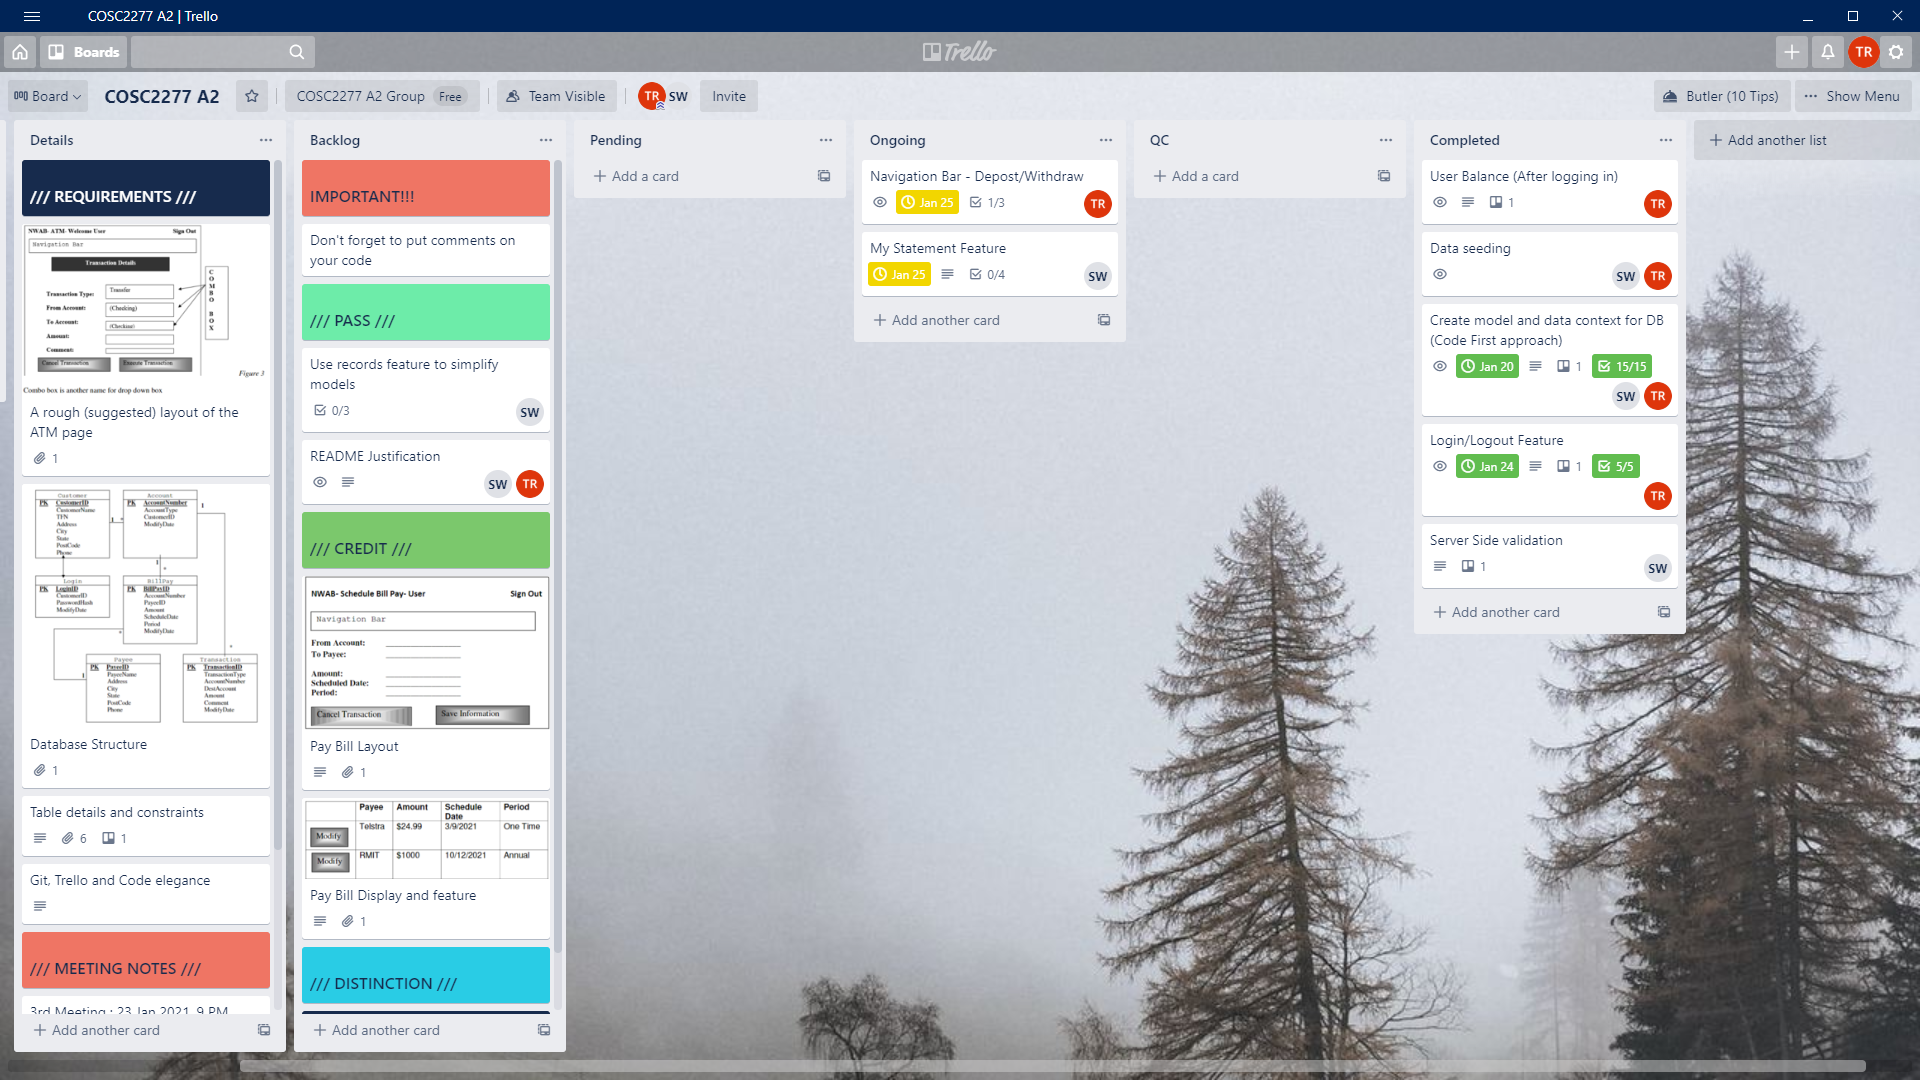 COSC2277 A2 | Trello
Boards
Trello
TR
Board
COSC2277 A2
COSC2277 A2 Group Free
Team Visible
TR SW
Invite
Butler (10 Tips)
Show Menu
Details
/// REQUIREMENTS ///
NWAB- ATM- Welcome User Sign Out
Navigation Bar
Transaction Details
COMBO BOX
Transaction Type: Transfer
From Account: (Checking)
To Account: (Checking)
Amount:
Comment:
Cancel Transaction Execute Transaction
Figure 3
Combo box is another name for drop down box
A rough (suggested) layout of the
ATM page
1
Customer
PK CustomerID
CustomerName
TFN
Address
City
State
PostCode
Phone
Account
PK AccountNumber
AccountType
CustomerID
ModifyDate
Login
PK LoginID
CustomerID
PasswordHash
ModifyDate
BillPay
PK BillPayID
AccountNumber
PayeeID
Amount
ScheduleDate
Period
ModifyDate
Payee
PK PayeeID
PayeeName
Address
City
State
PostCode
Phone
Transaction
PK TransactionID
TransactionType
AccountNumber
DestAccount
Amount
Comment
ModifyDate
Database Structure
1
Table details and constraints
6 1
Git, Trello and Code elegance
/// MEETING NOTES ///
3rd Meeting : 23 Jan 2021, 9 PM
Add another card
Backlog
IMPORTANT!!!
Don't forget to put comments on
your code
/// PASS ///
Use records feature to simplify
models
0/3
SW
README Justification
SW TR
/// CREDIT ///
NWAB- Schedule Bill Pay- User Sign Out
Navigation Bar
From Account:
To Payee:
Amount:
Scheduled Date:
Period:
Cancel Transaction Save Information
Pay Bill Layout
1
Payee Amount Schedule Date Period
Modify Telstra $24.99 3/9/2021 One Time
Modify RMIT $1000 10/12/2021 Annual
Pay Bill Display and feature
1
/// DISTINCTION ///
Add another card
Pending
Add a card
Ongoing
Navigation Bar - Depost/Withdraw
Jan 25 1/3
TR
My Statement Feature
Jan 25 0/4
SW
Add another card
QC
Add a card
Completed
User Balance (After logging in)
1
TR
Data seeding
SW TR
Create model and data context for DB
(Code First approach)
Jan 20 1 15/15
SW TR
Login/Logout Feature
Jan 24 1 5/5
TR
Server Side validation
1
SW
Add another card
Add another list